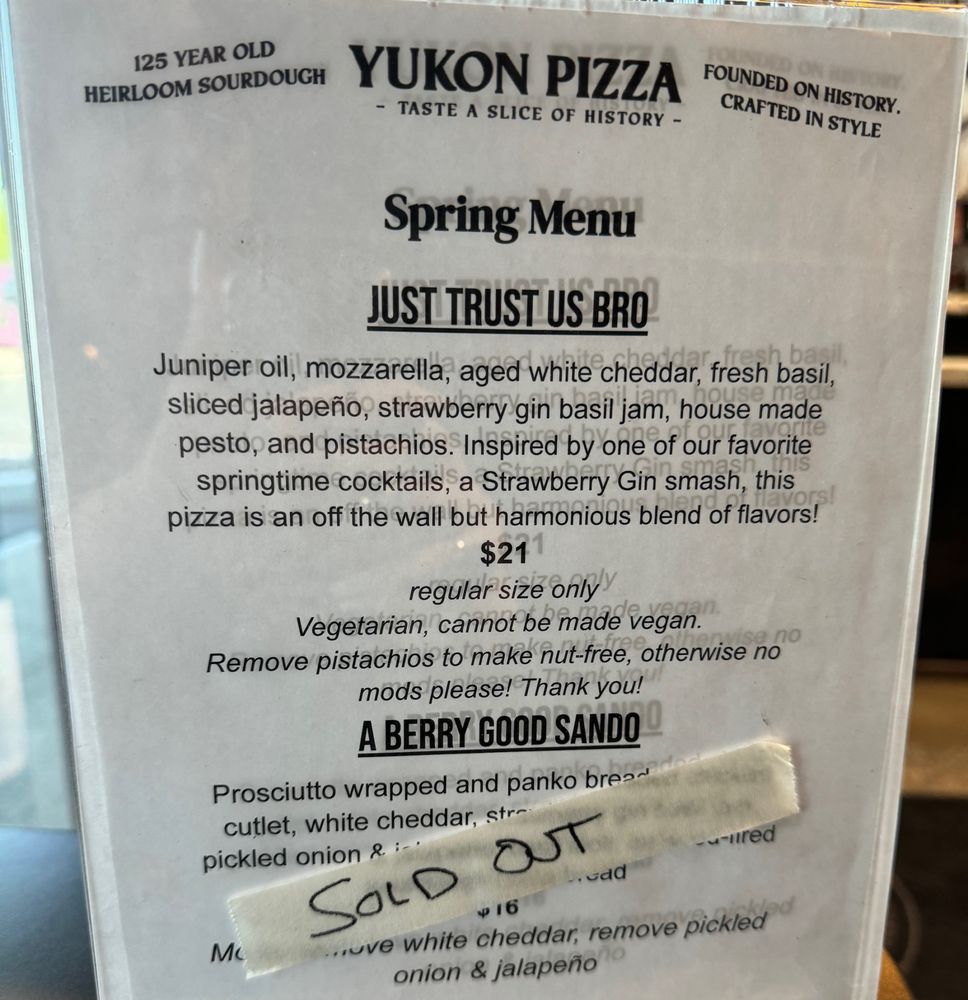 125 YEAR OLD
HEIRLOOM SOURDOUGH
YUKON PIZZA
- TASTE A SLICE OF HISTORY -
FOUNDED ON HISTORY.
CRAFTED IN STYLE
Spring Menu
JUST TRUST US BRO
Juniper oil, mozzarella, aged white cheddar, fresh basil,
sliced jalapeño, strawberry gin basil jam, house made
pesto, and pistachios. Inspired by one of our favorite
springtime cocktails, a Strawberry Gin smash, this
pizza is an off the wall but harmonious blend of flavors!
$21
regular size only
Vegetarian, cannot be made vegan.
Remove pistachios to make nut-free, otherwise no
mods please! Thank you!
A BERRY GOOD SANDO
Prosciutto wrapped and panko
cutlet, white cheddar,
pickled onion &
SOLD OUT
$16
white cheddar, remove pickled
onion & jalapeño